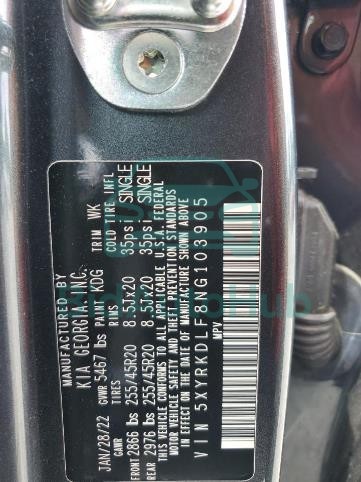 MANUFACTURED BY
KIA GEORGIA, INC.
JAN/28/22 GVWR 5467 lbs PAINT KDG TRIM WK
GAWR TIRES RIMS COLD TIRE INFL
FRONT 2866 lbs 255/45R20 8.5Jx20 35psi SINGLE
REAR 2976 lbs 255/45R20 8.5Jx20 35psi SINGLE
THIS VEHICLE CONFORMS TO ALL APPLICABLE U.S.A. FEDERAL
MOTOR VEHICLE SAFETY AND THEFT PREVENTION STANDARDS
IN EFFECT ON THE DATE OF MANUFACTURE SHOWN ABOVE.
VIN 5XYRKDLF8NG103905
MPV